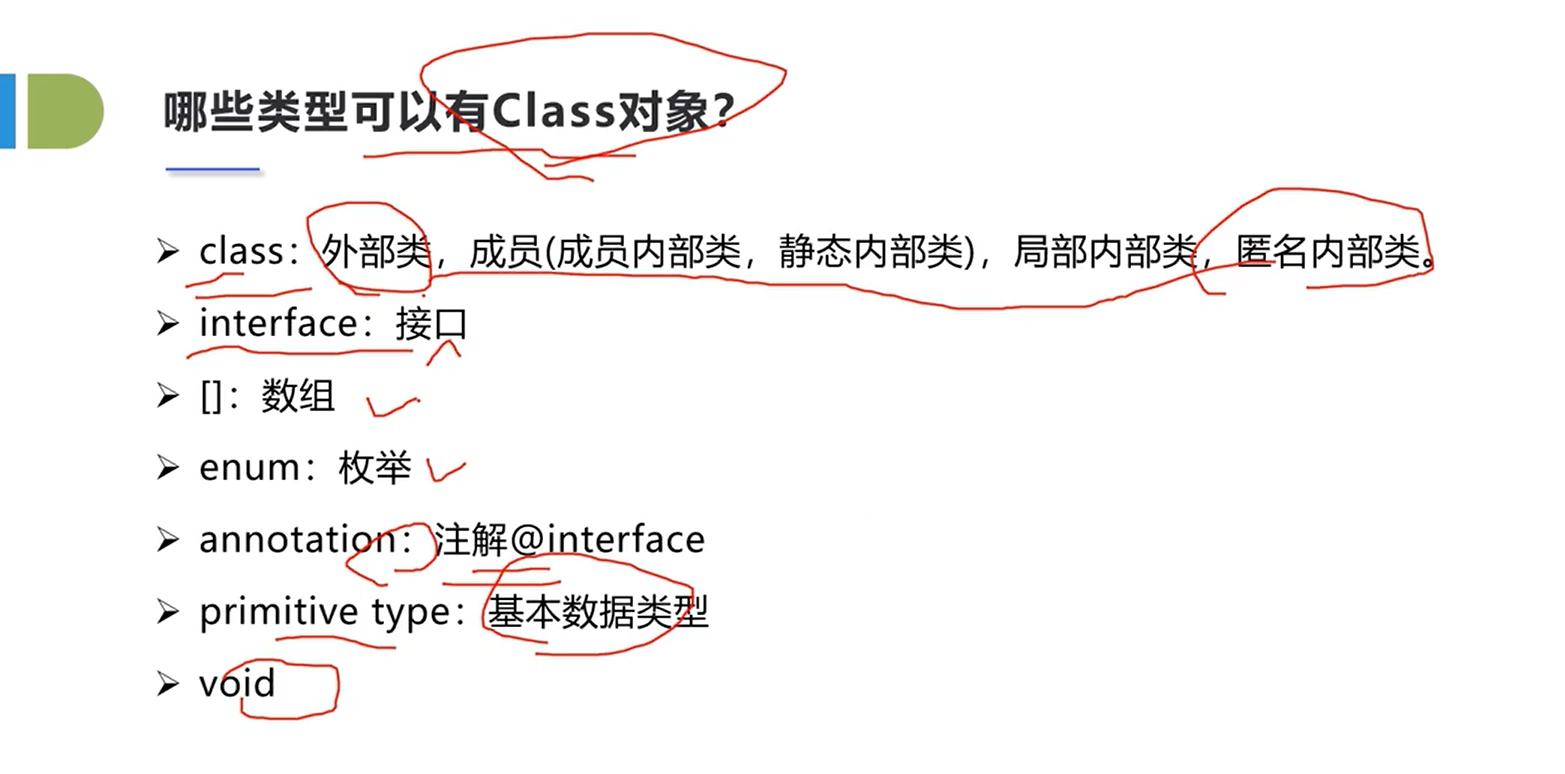 哪些类型可以有Class对象？
class：外部类，成员(成员内部类，静态内部类)，局部内部类，匿名内部类。
interface：接口
[]：数组
enum：枚举
annotation：注解@interface
primitive type：基本数据类型
void